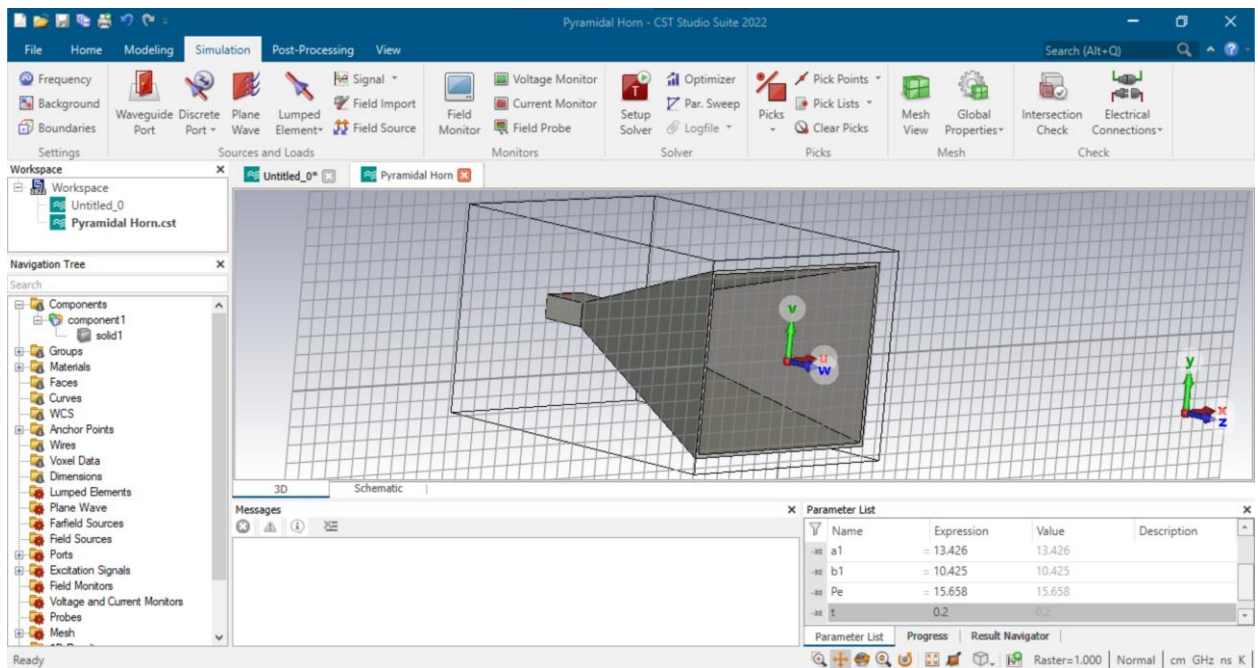 Pyramidal Horn - CST Studio Suite 2022
File Home Modeling Simulation Post-Processing View Search (Alt+Q)
Frequency
Background
Boundaries
Settings
Waveguide Port
Discrete Port
Plane Wave
Lumped Element
Signal
Field Import
Field Source
Sources and Loads
Field Monitor
Voltage Monitor
Current Monitor
Field Probe
Monitors
Setup Solver
Optimizer
Par. Sweep
Logfile
Solver
Picks
Pick Points
Pick Lists
Clear Picks
Picks
Mesh View
Global Properties
Mesh
Intersection Check
Electrical Connections
Check
Workspace
Workspace
Untitled_0
Pyramidal Horn.cst
Navigation Tree
Search
Components
component1
solid1
Groups
Materials
Faces
Curves
WCS
Anchor Points
Wires
Voxel Data
Dimensions
Lumped Elements
Plane Wave
Farfield Sources
Field Sources
Ports
Excitation Signals
Field Monitors
Voltage and Current Monitors
Probes
Mesh
Untitled_0* Pyramidal Horn
v
u
w
y
x
z
3D Schematic
Messages
Parameter List
Name Expression Value Description
a1 = 13.426 13.426
b1 = 10.425 10.425
Pe = 15.658 15.658
t 0.2 0.2
Parameter List Progress Result Navigator
Ready Raster=1.000 Normal cm GHz ns K